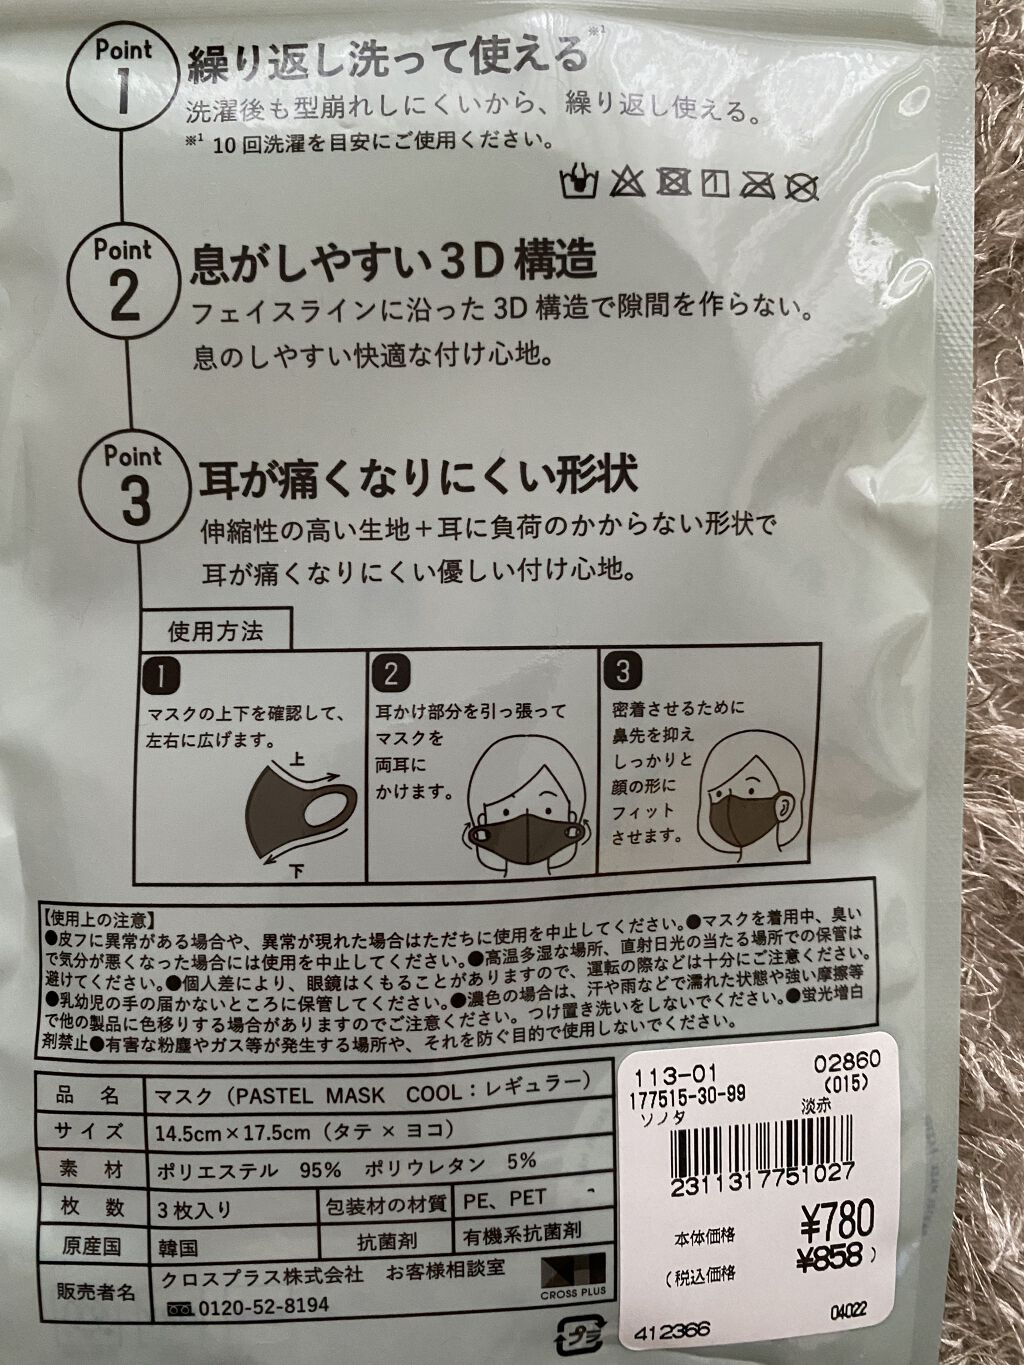 Point
1
繰り返し洗って使える※1
洗濯後も型崩れしにくいから、繰り返し使える。
※1 10回洗濯を目安にご使用ください。
Point
2
息がしやすい3D構造
フェイスラインに沿った3D構造で隙間を作らない。
息のしやすい快適な付け心地。
Point
3
耳が痛くなりにくい形状
伸縮性の高い生地＋耳に負荷のかからない形状で
耳が痛くなりにくい優しい付け心地。
使用方法
1
マスクの上下を確認して、
左右に広げます。
上
下
2
耳かけ部分を引っ張って
マスクを
両耳に
かけます。
3
密着させるために
鼻先を抑え
しっかりと
顔の形に
フィット
させます。
【使用上の注意】
●皮フに異常がある場合や、異常が現れた場合はただちに使用を中止してください。●マスクを着用中、臭い
で気分が悪くなった場合には使用を中止してください。●高温多湿な場所、直射日光の当たる場所での保管は
避けてください。●個人差により、眼鏡はくもることがありますので、運転の際などは十分にご注意ください。
●乳幼児の手の届かないところに保管してください。●濃色の場合は、汗や雨などで濡れた状態や強い摩擦等
で他の製品に色移りする場合がありますのでご注意ください。つけ置き洗いをしないでください。●蛍光増白
剤禁止●有害な粉塵やガス等が発生する場所や、それを防ぐ目的で使用しないでください。
品 名 マスク（PASTEL MASK COOL：レギュラー）
サイズ 14.5cm×17.5cm（タテ × ヨコ）
素 材 ポリエステル 95% ポリウレタン 5%
枚 数 3枚入り 包装材の材質 PE、PET
原産国 韓国 抗菌剤 有機系抗菌剤
販売者名 クロスプラス株式会社 お客様相談室
0120-52-8194
CROSS PLUS
プラ
113-01 02860
177515-30-99 (015)
ソノタ 淡赤
2311317751027
本体価格 ¥780
(税込価格 ¥858)
04022
412366